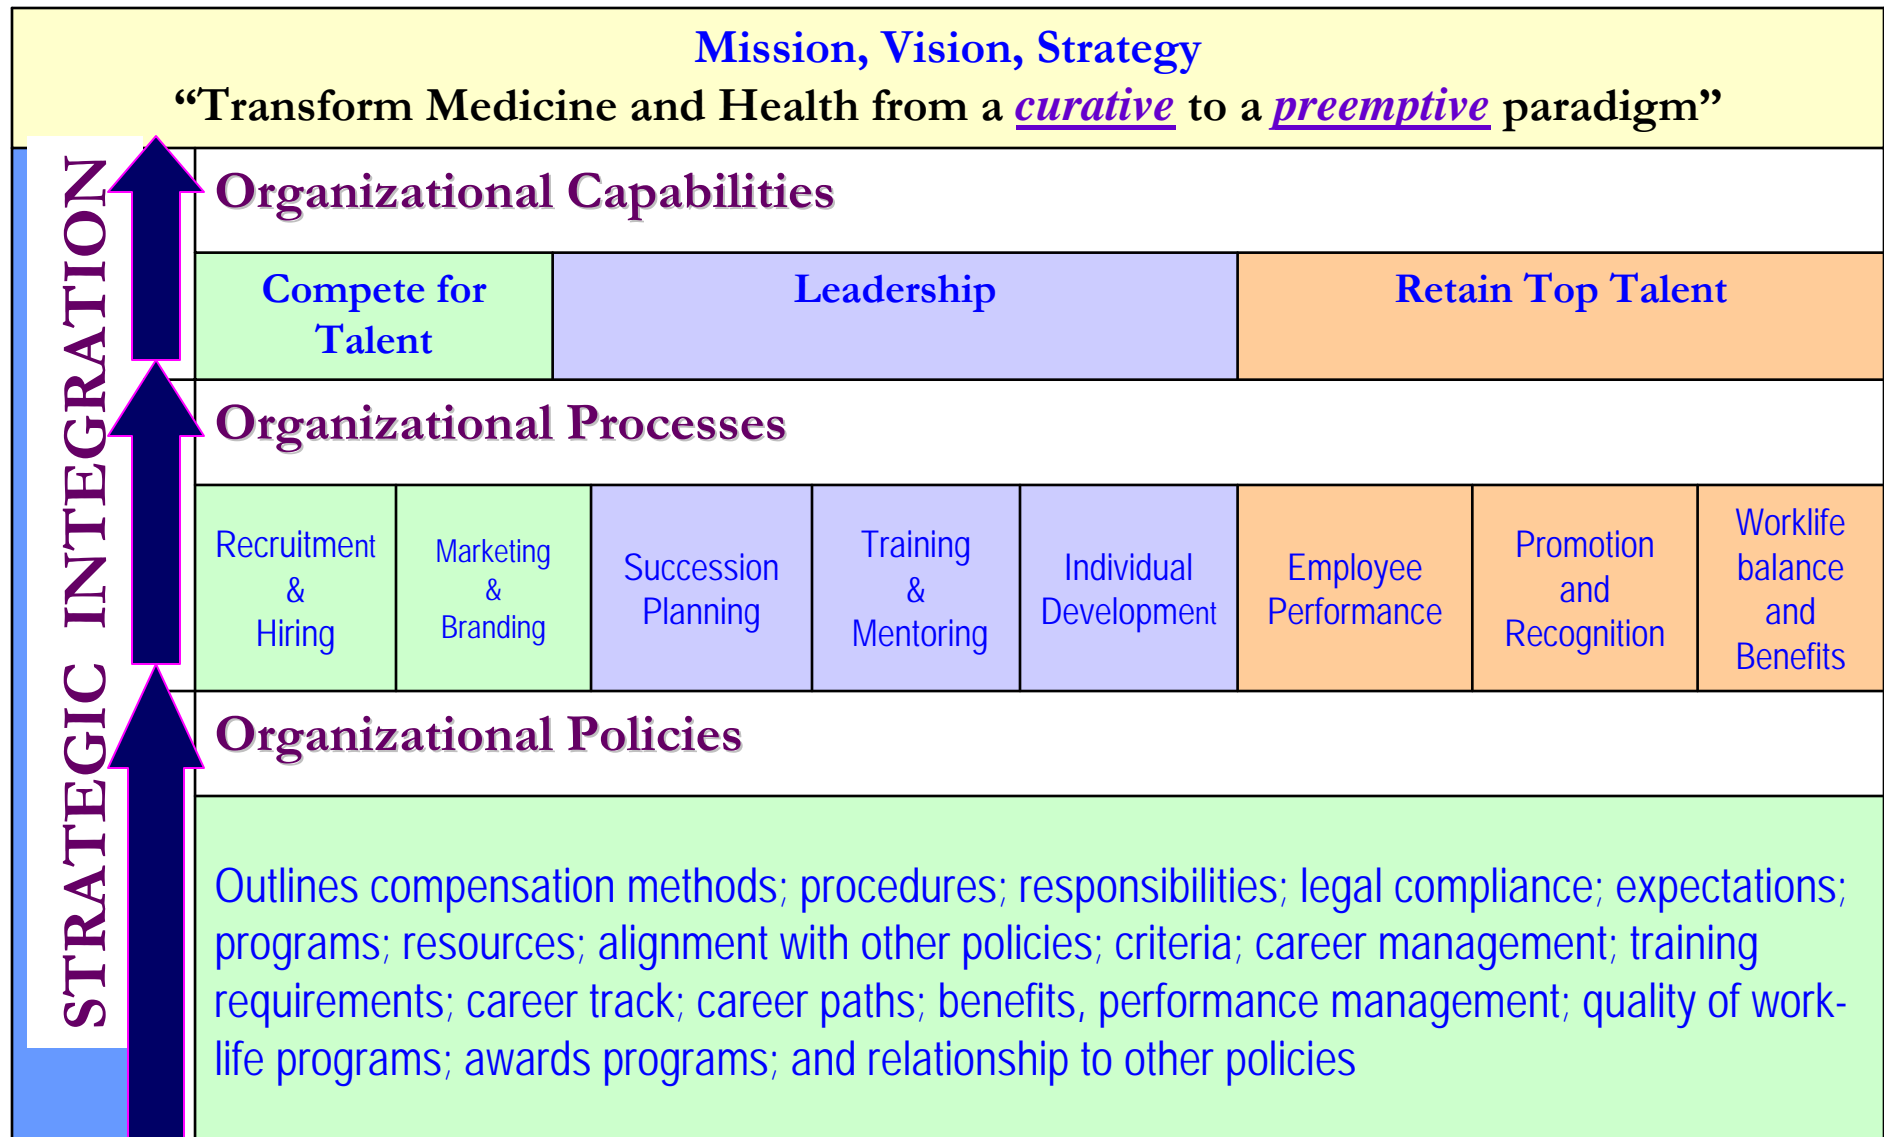 Mission, Vision, Strategy
“Transform Medicine and Health from a curative to a preemptive paradigm”
STRATEGIC INTEGRATION
Organizational Capabilities
Compete for
Talent
Leadership
Retain Top Talent
Organizational Processes
Recruitment
&
Hiring
Marketing
&
Branding
Succession
Planning
Training
&
Mentoring
Individual
Development
Employee
Performance
Promotion
and
Recognition
Worklife
balance
and
Benefits
Organizational Policies
Outlines compensation methods; procedures; responsibilities; legal compliance; expectations;
programs; resources; alignment with other policies; criteria; career management; training
requirements; career track; career paths; benefits, performance management; quality of work-
life programs; awards programs; and relationship to other policies